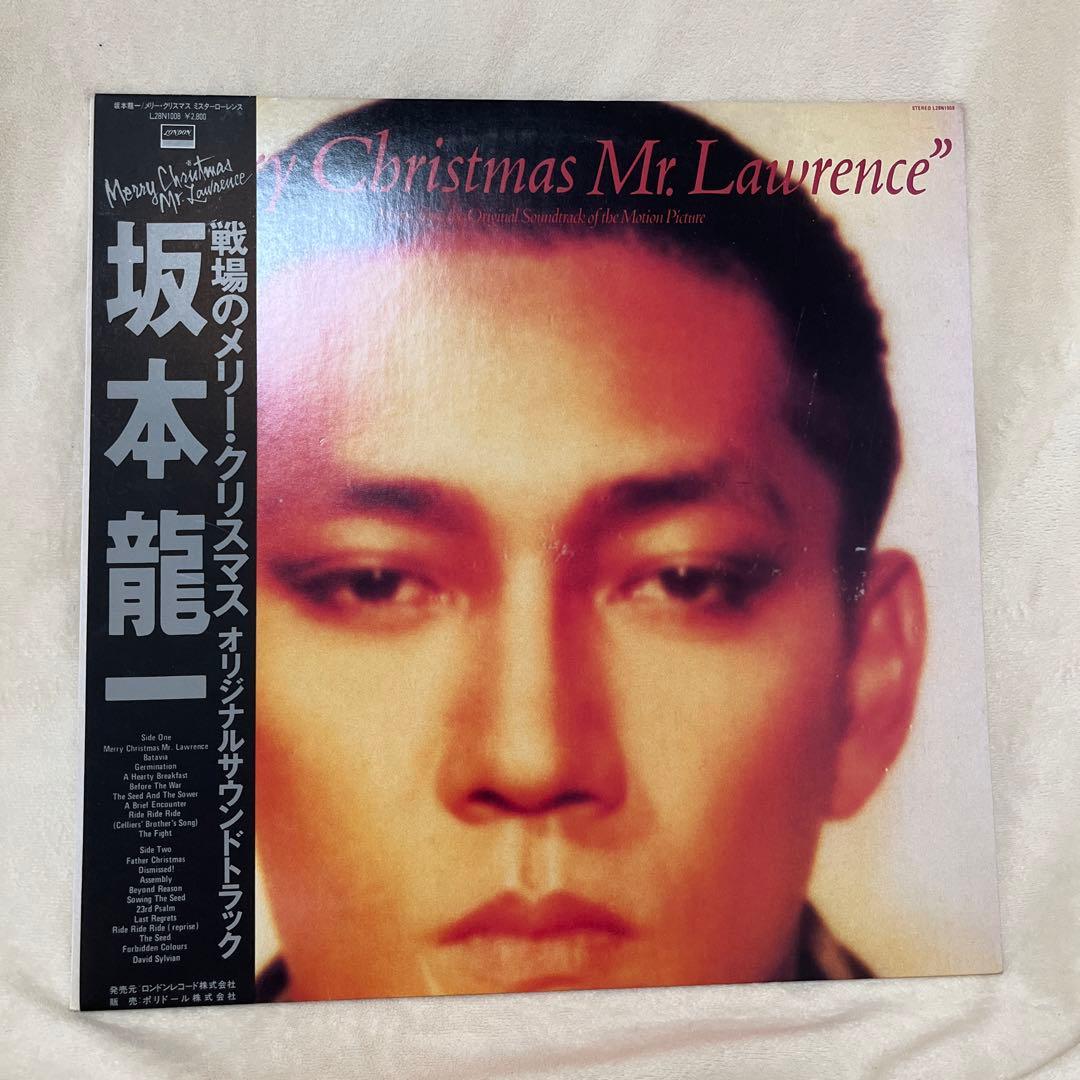 坂本龍一/メリー・クリスマス ミスターローレンス
L28N1008 ¥2,800
LONDON
Merry Christmas
Mr. Lawrence
坂本龍一
戦場のメリー・クリスマス オリジナルサウンドトラック
Side One
Merry Christmas Mr. Lawrence
Batavia
Germination
A Hearty Breakfast
Before The War
The Seed And The Sower
A Brief Encounter
Ride Ride Ride
(Celliers' Brother's Song)
The Fight
Side Two
Father Christmas
Dismissed!
Assembly
Beyond Reason
Sowing The Seed
23rd Psalm
Last Regrets
Ride Ride Ride (reprise)
The Seed
Forbidden Colours
David Sylvian
発売元:ロンドンレコード株式会社
販 売:ポリドール株式会社
STEREO L28N1008
y Christmas Mr. Lawrence”
Original Soundtrack of the Motion Picture